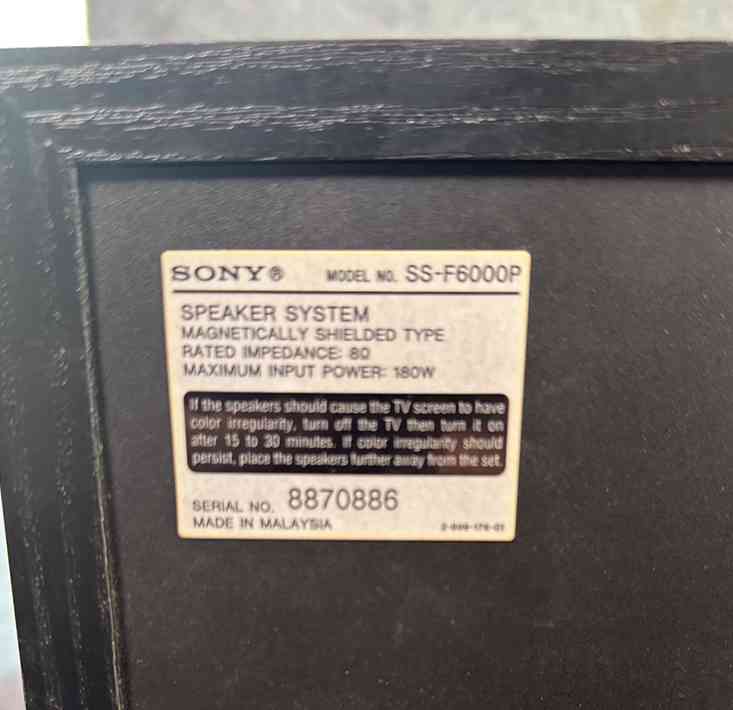 SONY® MODEL NO. SS-F6000P
SPEAKER SYSTEM
MAGNETICALLY SHIELDED TYPE
RATED IMPEDANCE: 8Ω
MAXIMUM INPUT POWER: 180W
If the speakers should cause the TV screen to have
color irregularity, turn off the TV then turn it on
after 15 to 30 minutes. If color irregularity should
persist, place the speakers further away from the set.
SERIAL NO. 8870886
MADE IN MALAYSIA